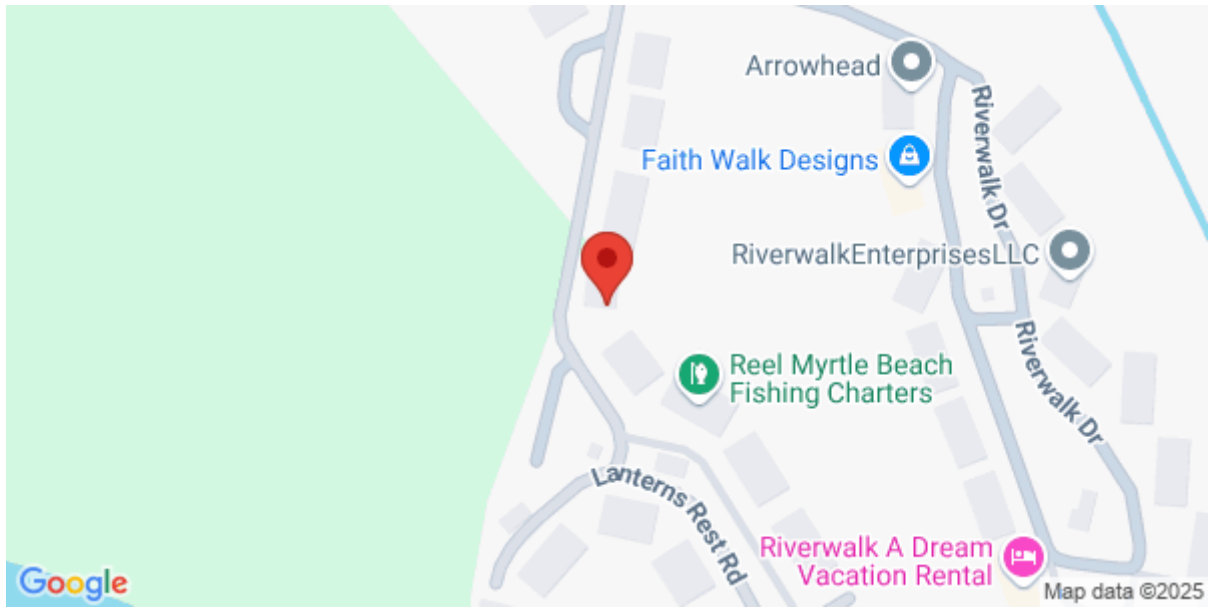 Arrowhead
Riverwalk Dr
Faith Walk Designs
RiverwalkEnterprisesLLC
Riverwalk Dr
Reel Myrtle Beach
Fishing Charters
Lanterns Rest Rd
Riverwalk A Dream
Vacation Rental
Google
Map data ©2025